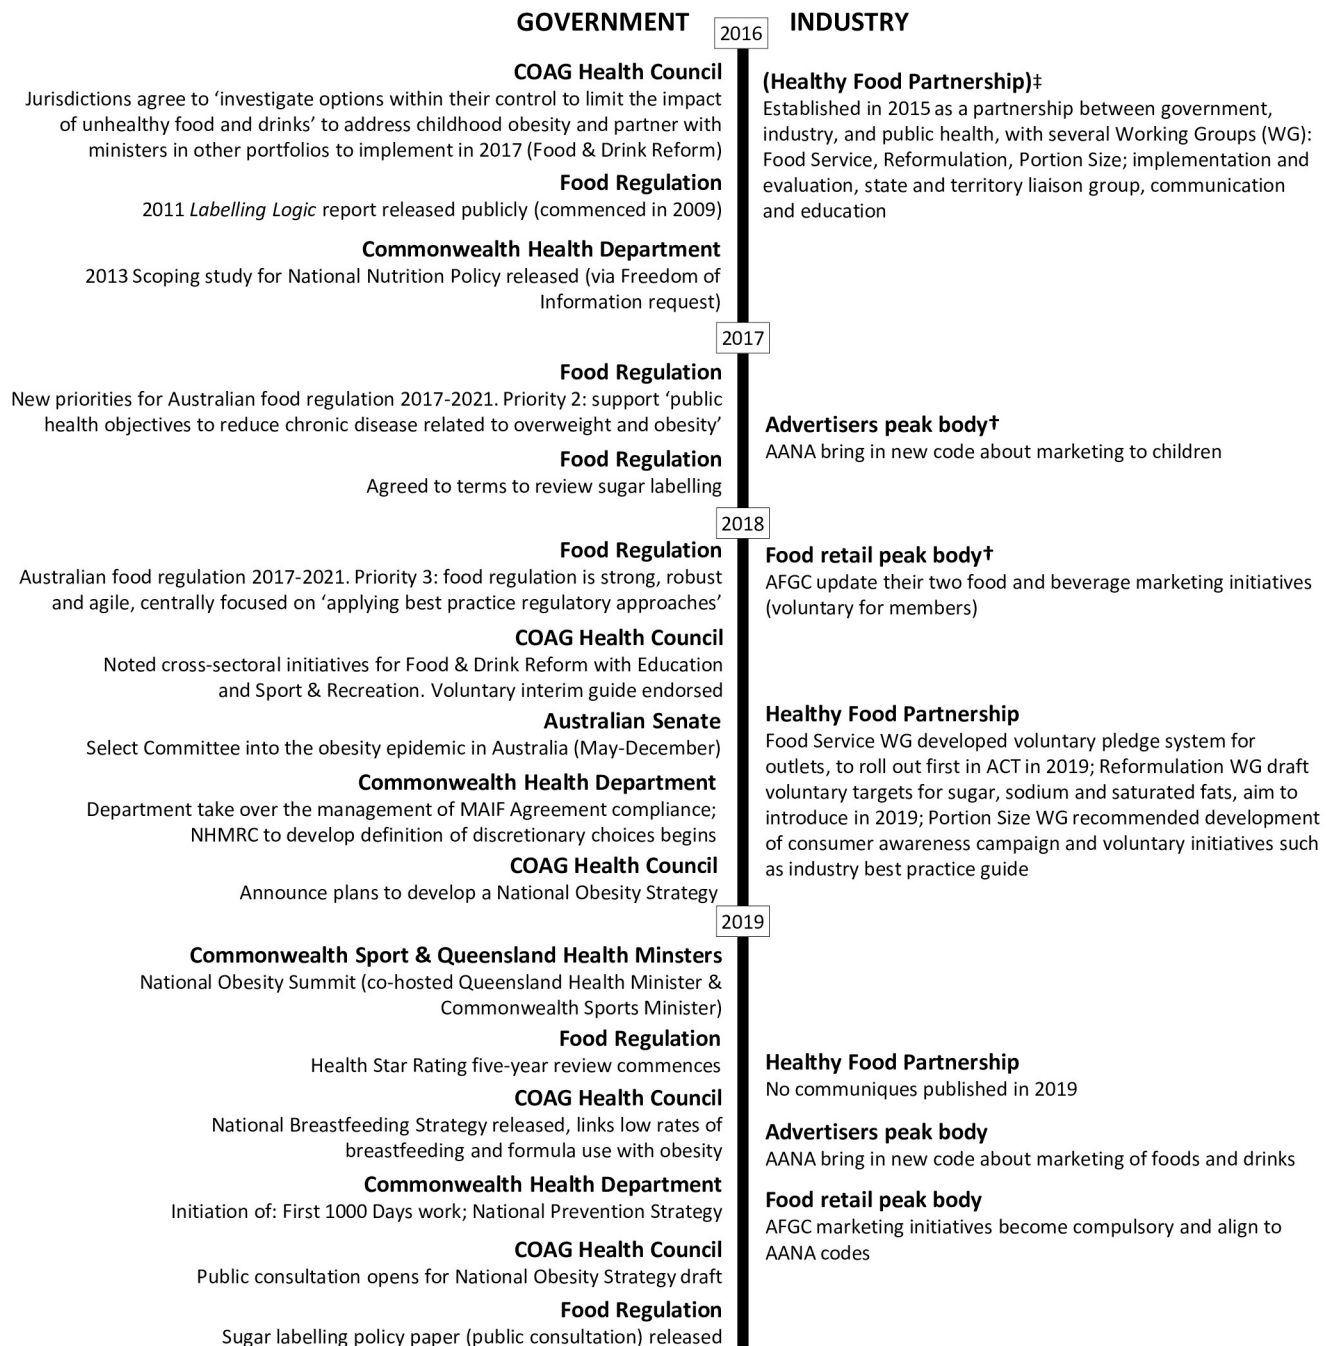 GOVERNMENT
2016
INDUSTRY
COAG Health Council
Jurisdictions agree to ‘investigate options within their control to limit the impact
of unhealthy food and drinks’ to address childhood obesity and partner with
ministers in other portfolios to implement in 2017 (Food & Drink Reform)
Food Regulation
2011 Labelling Logic report released publicly (commenced in 2009)
Commonwealth Health Department
2013 Scoping study for National Nutrition Policy released (via Freedom of
Information request)
(Healthy Food Partnership)‡
Established in 2015 as a partnership between government,
industry, and public health, with several Working Groups (WG):
Food Service, Reformulation, Portion Size; implementation and
evaluation, state and territory liaison group, communication
and education
2017
Food Regulation
New priorities for Australian food regulation 2017-2021. Priority 2: support ‘public
health objectives to reduce chronic disease related to overweight and obesity’
Food Regulation
Agreed to terms to review sugar labelling
Advertisers peak body†
AANA bring in new code about marketing to children
2018
Food Regulation
Australian food regulation 2017-2021. Priority 3: food regulation is strong, robust
and agile, centrally focused on ‘applying best practice regulatory approaches’
COAG Health Council
Noted cross-sectoral initiatives for Food & Drink Reform with Education
and Sport & Recreation. Voluntary interim guide endorsed
Australian Senate
Select Committee into the obesity epidemic in Australia (May-December)
Commonwealth Health Department
Department take over the management of MAIF Agreement compliance;
NHMRC to develop definition of discretionary choices begins
COAG Health Council
Announce plans to develop a National Obesity Strategy
Food retail peak body†
AFGC update their two food and beverage marketing initiatives
(voluntary for members)
Healthy Food Partnership
Food Service WG developed voluntary pledge system for
outlets, to roll out first in ACT in 2019; Reformulation WG draft
voluntary targets for sugar, sodium and saturated fats, aim to
introduce in 2019; Portion Size WG recommended development
of consumer awareness campaign and voluntary initiatives such
as industry best practice guide
2019
Commonwealth Sport & Queensland Health Minsters
National Obesity Summit (co-hosted Queensland Health Minister &
Commonwealth Sports Minister)
Food Regulation
Health Star Rating five-year review commences
COAG Health Council
National Breastfeeding Strategy released, links low rates of
breastfeeding and formula use with obesity
Commonwealth Health Department
Initiation of: First 1000 Days work; National Prevention Strategy
COAG Health Council
Public consultation opens for National Obesity Strategy draft
Food Regulation
Sugar labelling policy paper (public consultation) released
Healthy Food Partnership
No communiques published in 2019
Advertisers peak body
AANA bring in new code about marketing of foods and drinks
Food retail peak body
AFGC marketing initiatives become compulsory and align to
AANA codes